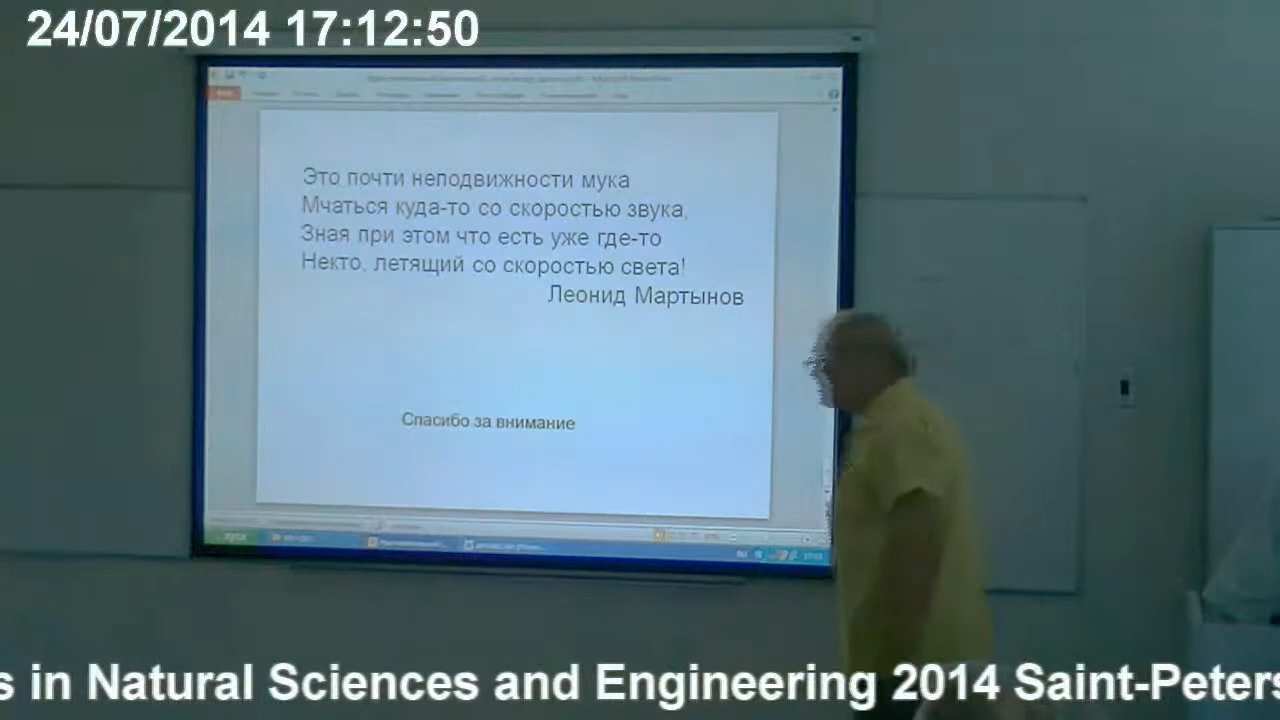 24/07/2014 17:12:50
Это почти неподвижности мука
Мчаться куда-то со скоростью звука,
Зная при этом что есть уже где-то
Некто, летящий со скоростью света!
Леонид Мартынов
Спасибо за внимание
пуск
s in Natural Sciences and Engineering 2014 Saint-Peters